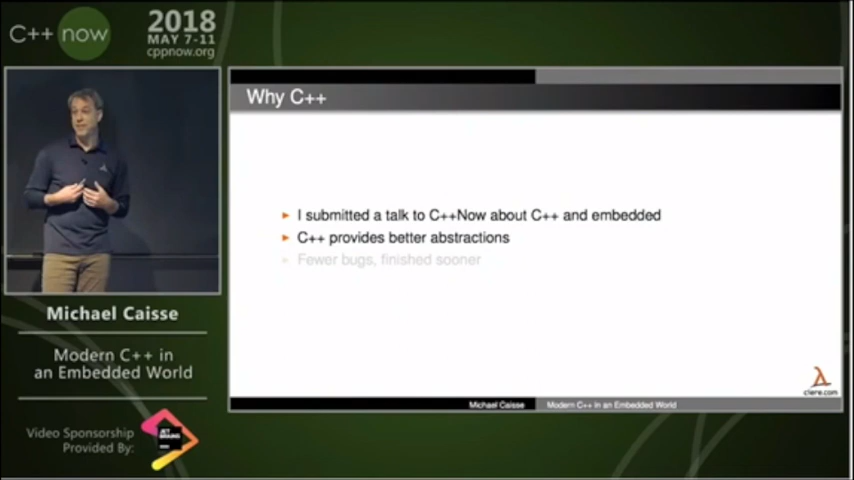 C++ now
2018
MAY 7-11
cppnow.org
Why C++
I submitted a talk to C++Now about C++ and embedded
C++ provides better abstractions
Fewer bugs, finished sooner
Michael Caisse
Modern C++ in
an Embedded World
Video Sponsorship
Provided By:
JET
BRAINS
ciere.com
Michael Caisse
Modern C++ in an Embedded World